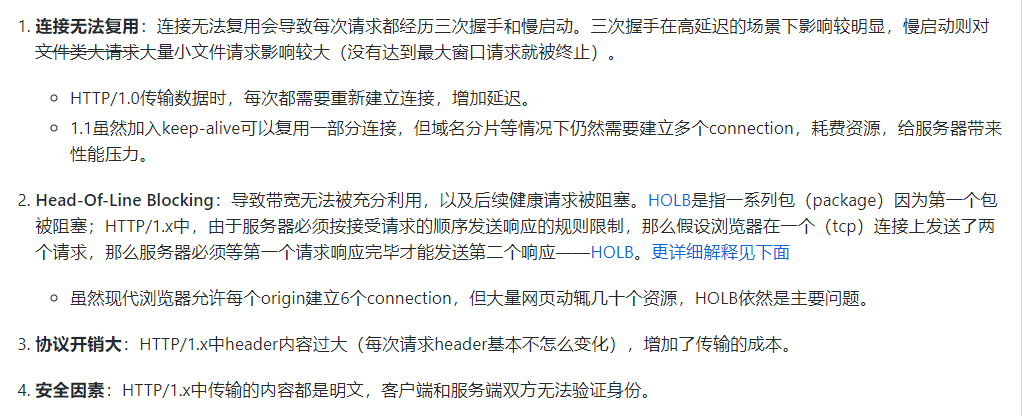 1. 连接无法复用：连接无法复用会导致每次请求都经历三次握手和慢启动。三次握手在高延迟的场景下影响较明显，慢启动则对
文件类大请求大量小文件请求影响较大（没有达到最大窗口请求就被终止）。
HTTP/1.0传输数据时，每次都需要重新建立连接，增加延迟。
1.1虽然加入keep-alive可以复用一部分连接，但域名分片等情况下仍然需要建立多个connection，耗费资源，给服务器带来
性能压力。
2. Head-Of-Line Blocking：导致带宽无法被充分利用，以及后续健康请求被阻塞。HOLB是指一系列包（package）因为第一个包
被阻塞；HTTP/1.x中，由于服务器必须按接受请求的顺序发送响应的规则限制，那么假设浏览器在一个（tcp）连接上发送了两
个请求，那么服务器必须等第一个请求响应完毕才能发送第二个响应——HOLB。更详细解释见下面
虽然现代浏览器允许每个origin建立6个connection，但大量网页动辄几十个资源，HOLB依然是主要问题。
3. 协议开销大：HTTP/1.x中header内容过大（每次请求header基本不怎么变化），增加了传输的成本。
4. 安全因素：HTTP/1.x中传输的内容都是明文，客户端和服务端双方无法验证身份。